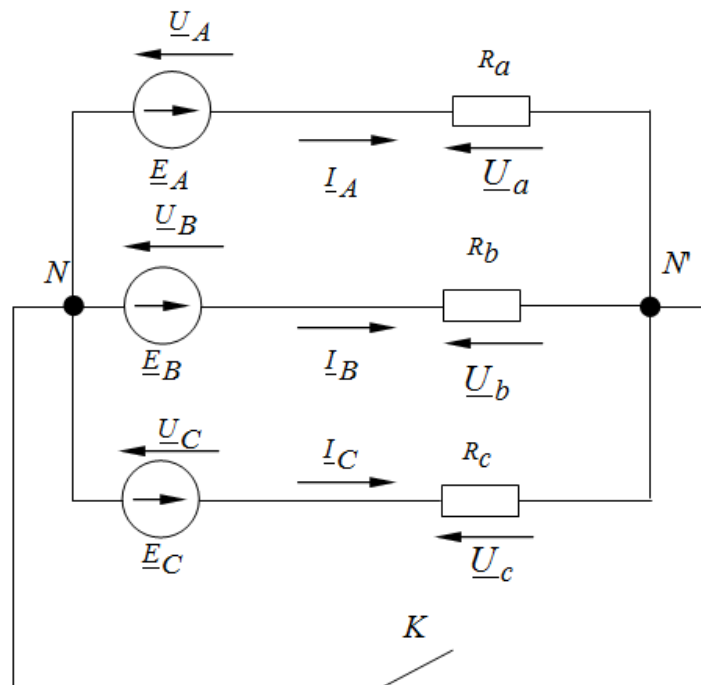 U_A
R_a
E_A
I_A
U_a
U_B
N
R_b
N'
E_B
I_B
U_b
U_C
I_C
R_c
E_C
U_c
K